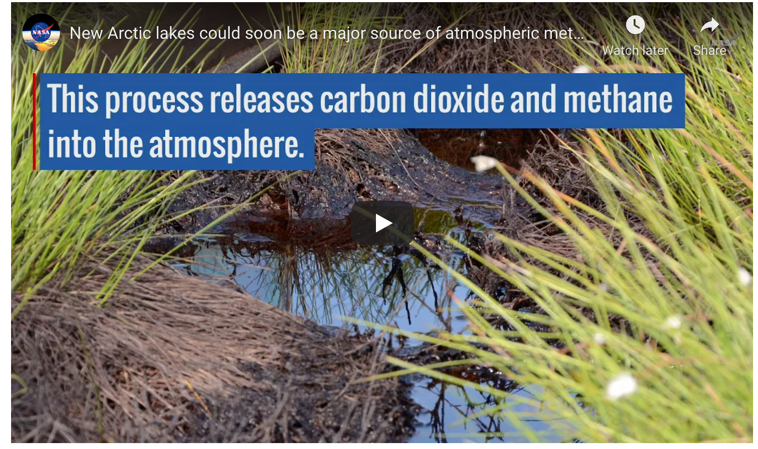 NASA
New Arctic lakes could soon be a major source of atmospheric met...
Watch later
Share
This process releases carbon dioxide and methane
into the atmosphere.